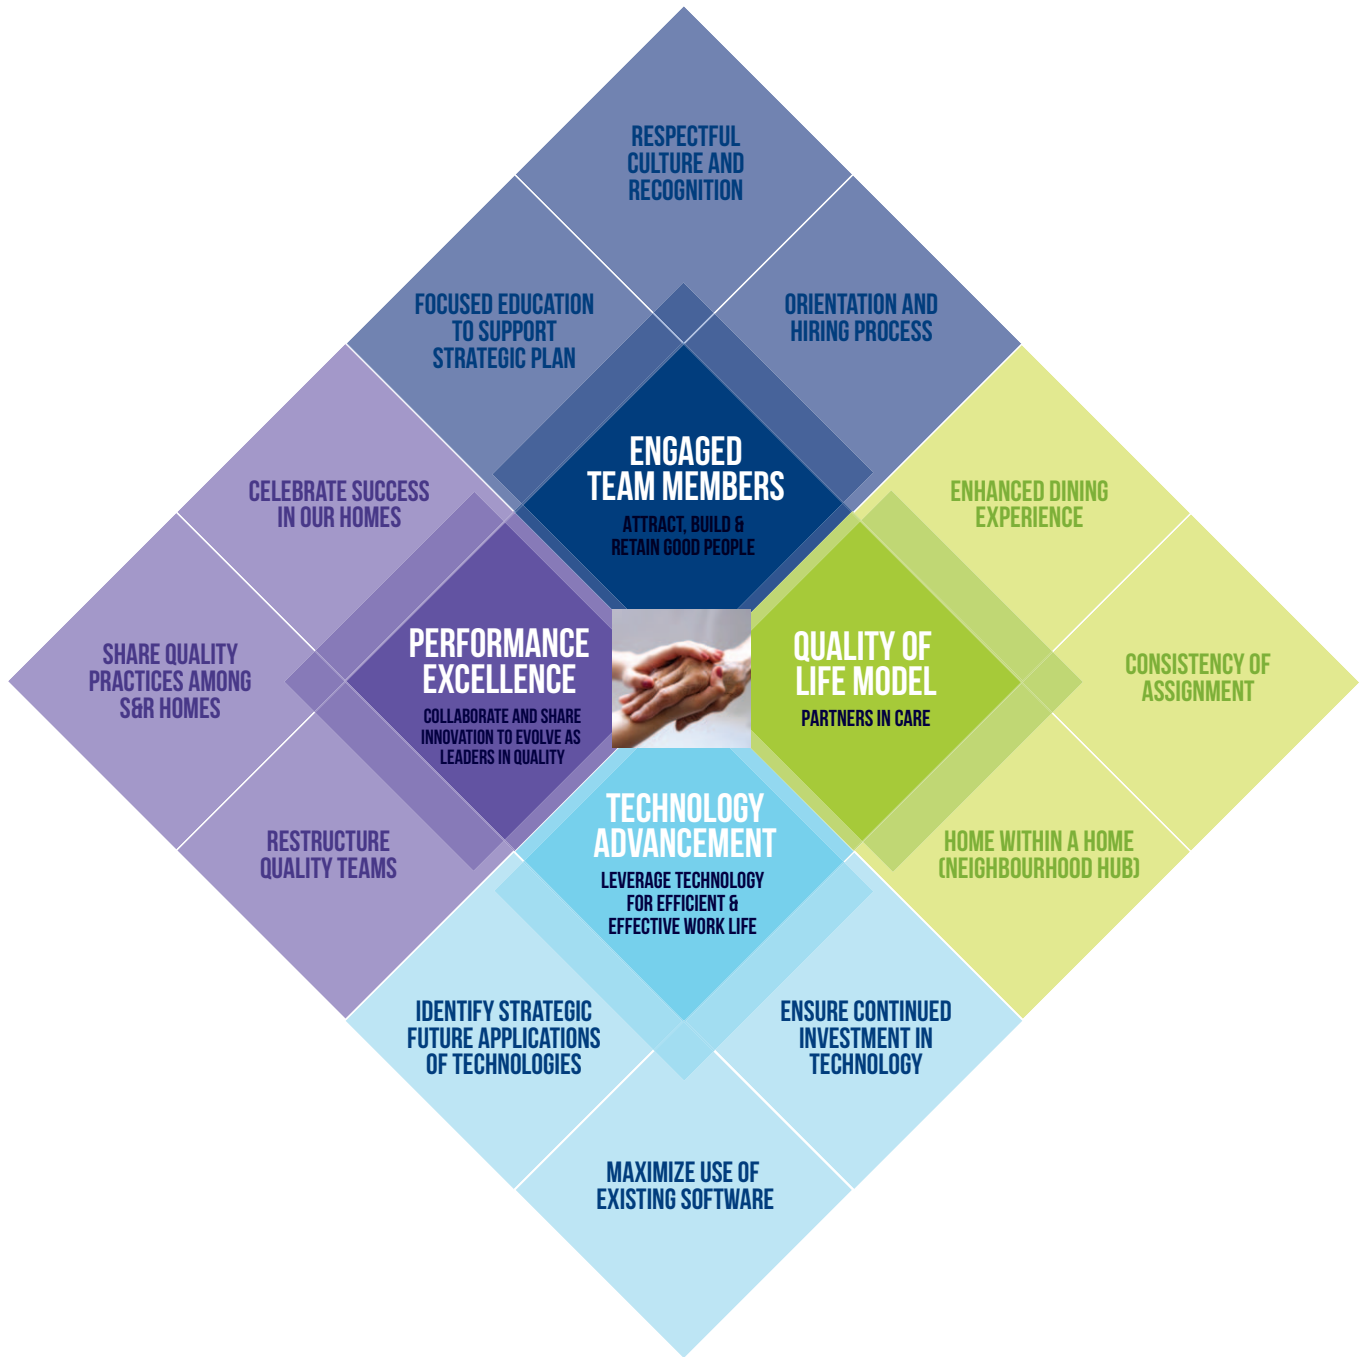 RESPECTFUL
CULTURE AND
RECOGNITION
FOCUSED EDUCATION
TO SUPPORT
STRATEGIC PLAN
ORIENTATION AND
HIRING PROCESS
ENGAGED
TEAM MEMBERS
ATTRACT, BUILD &
RETAIN GOOD PEOPLE
CELEBRATE SUCCESS
IN OUR HOMES
SHARE QUALITY
PRACTICES AMONG
S&R HOMES
RESTRUCTURE
QUALITY TEAMS
PERFORMANCE
EXCELLENCE
COLLABORATE AND SHARE
INNOVATION TO EVOLVE AS
LEADERS IN QUALITY
QUALITY OF
LIFE MODEL
PARTNERS IN CARE
ENHANCED DINING
EXPERIENCE
CONSISTENCY OF
ASSIGNMENT
HOME WITHIN A HOME
(NEIGHBOURHOOD HUB)
TECHNOLOGY
ADVANCEMENT
LEVERAGE TECHNOLOGY
FOR EFFICIENT &
EFFECTIVE WORK LIFE
IDENTIFY STRATEGIC
FUTURE APPLICATIONS
OF TECHNOLOGIES
ENSURE CONTINUED
INVESTMENT IN
TECHNOLOGY
MAXIMIZE USE OF
EXISTING SOFTWARE